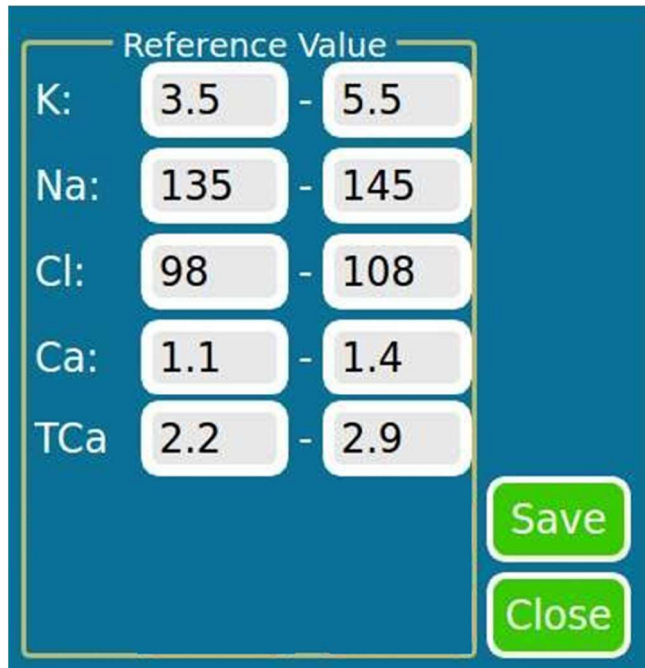 Reference Value
K: 3.5 - 5.5
Na: 135 - 145
Cl: 98 - 108
Ca: 1.1 - 1.4
TCa 2.2 - 2.9
Save
Close